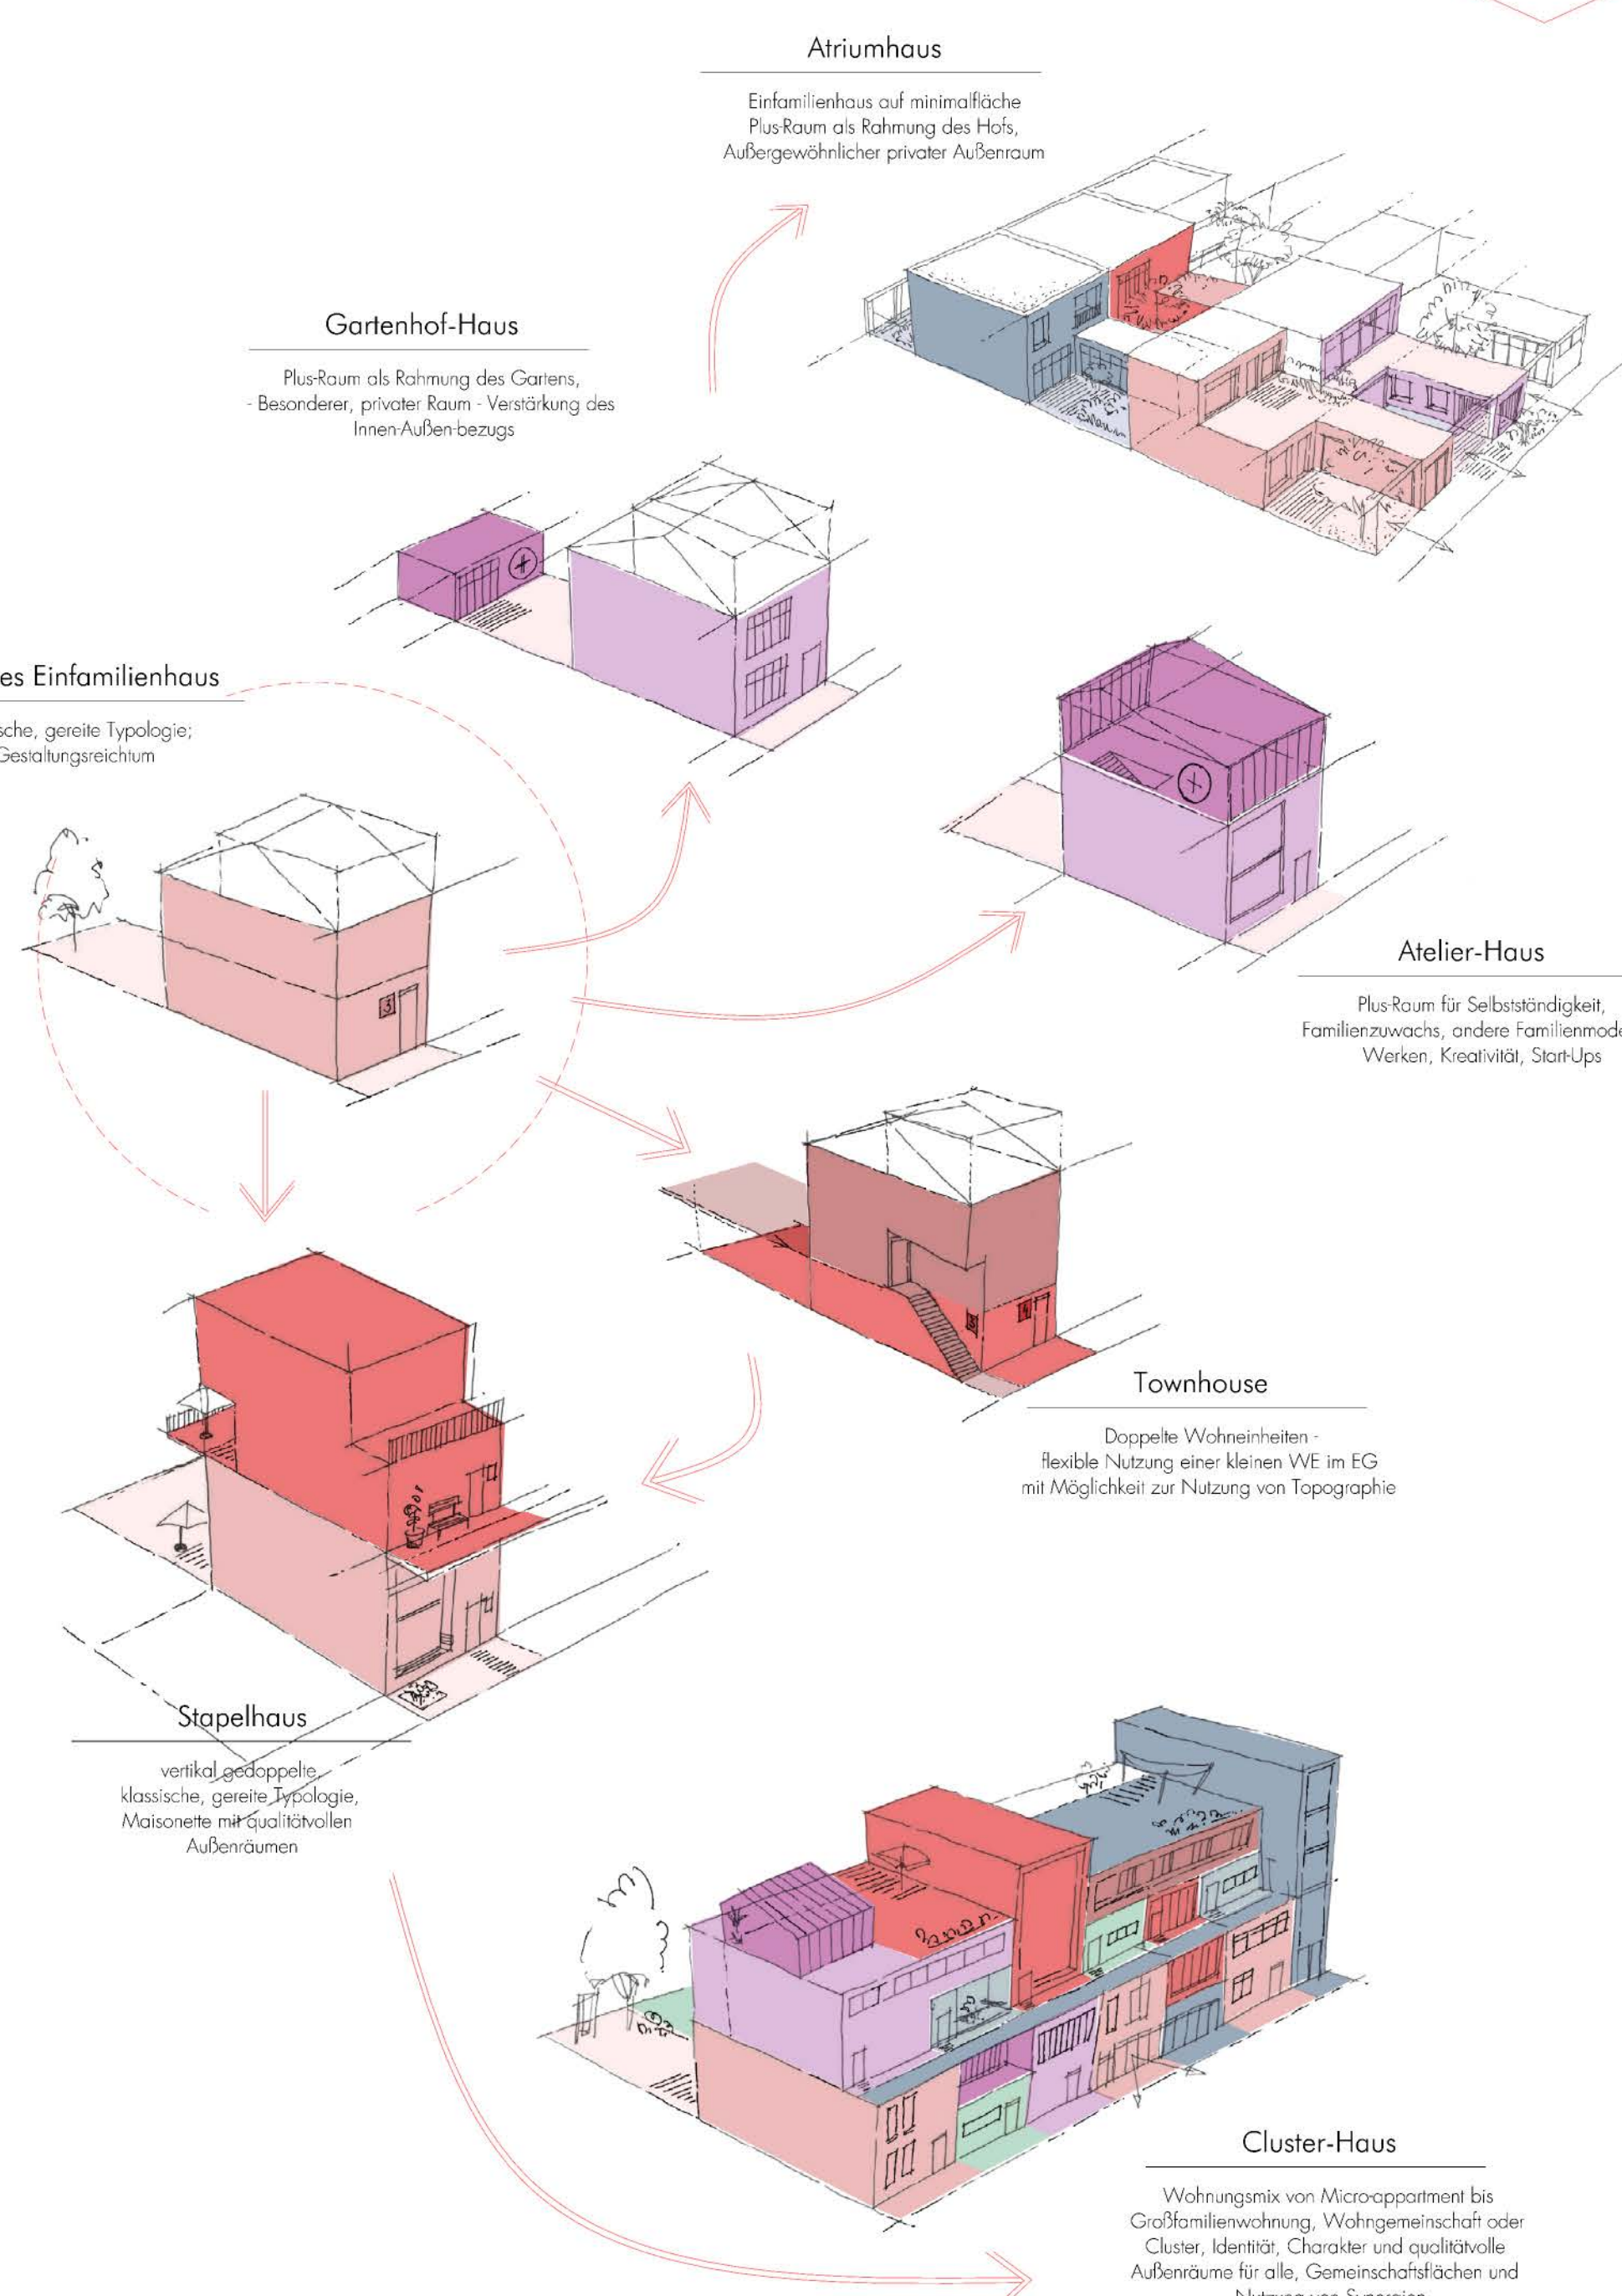 Atriumhaus
Einfamilienhaus auf minimalfläche
Plus-Raum als Rahmung des Hofs,
Außergewöhnlicher privater Außenraum
Gartenhof-Haus
Plus-Raum als Rahmung des Gartens,
- Besonderer, privater Raum - Verstärkung des
Innen-Außen-bezugs
es Einfamilienhaus
sche, gereite Typologie;
Gestaltungsreichtum
3
Atelier-Haus
Plus-Raum für Selbstständigkeit,
Familienzuwachs, andere Familienmode
Werken, Kreativität, Start-Ups
Townhouse
Doppelte Wohneinheiten -
flexible Nutzung einer kleinen WE im EG
mit Möglichkeit zur Nutzung von Topographie
Stapelhaus
vertikal gedoppelte,
klassische, gereite Typologie,
Maisonette mit qualitätvollen
Außenräumen
Cluster-Haus
Wohnungsmix von Micro-appartment bis
Großfamilienwohnung, Wohngemeinschaft oder
Cluster, Identität, Charakter und qualitätvolle
Außenräume für alle, Gemeinschaftsflächen und
Nutzung von Synergien